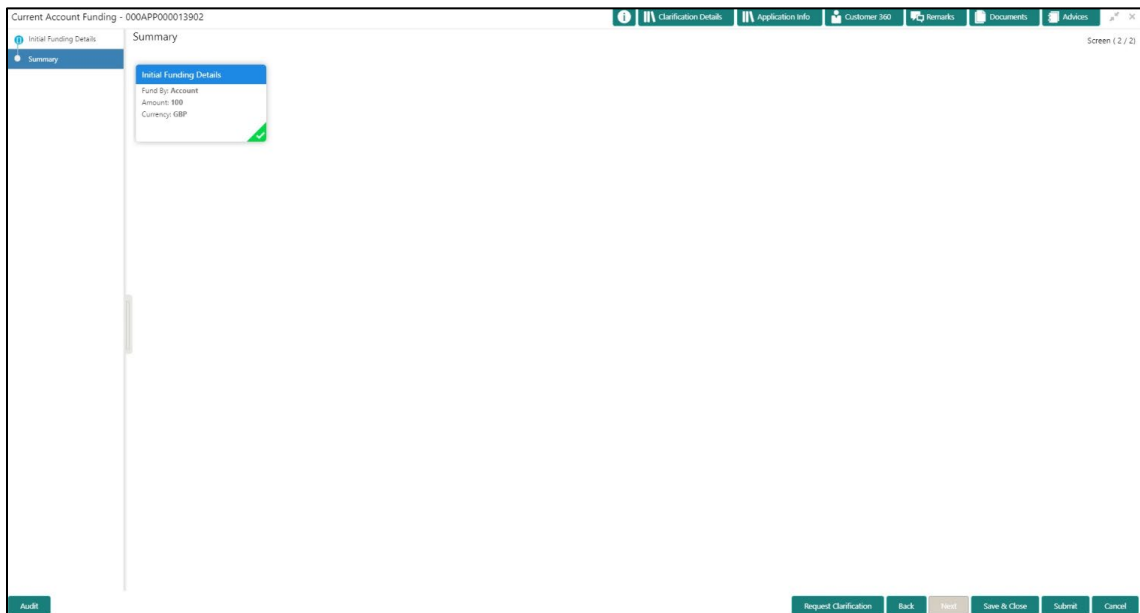 Current Account Funding - 000APP000013902
Clarification Details
Application Info
Customer 360
Remarks
Documents
Advices
Initial Funding Details
Summary
Summary
Screen ( 2 / 2)
Initial Funding Details
Fund By: Account
Amount: 100
Currency: GBP
Audit
Request Clarification
Back
Next
Save & Close
Submit
Cancel